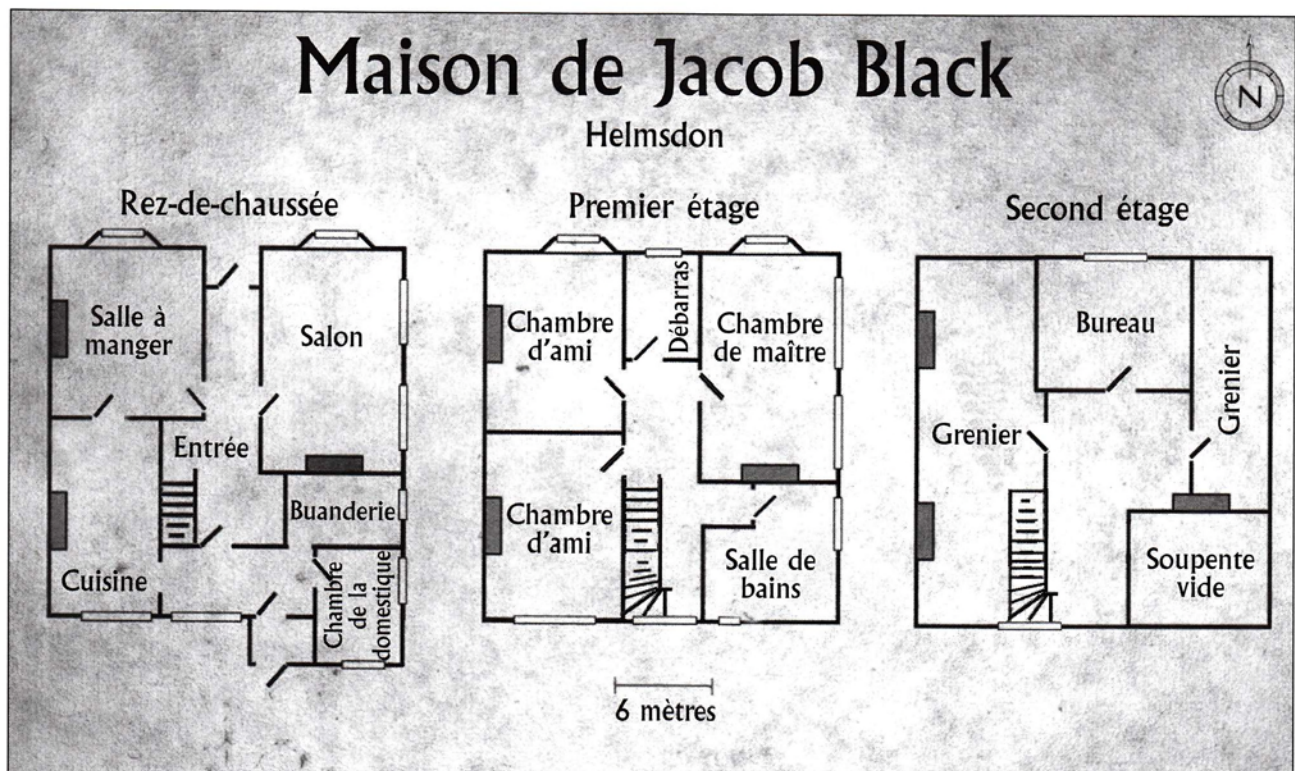 Maison de Jacob Black
N
Helmsdon
Rez-de-chaussée
Salle à
manger
Salon
Entrée
Buanderie
Cuisine
Chambre
de la
domestique
Premier étage
Chambre
d'ami
Débarras
Chambre
de maître
Chambre
d'ami
Salle de
bains
6 mètres
Second étage
Bureau
Grenier
Grenier
Soupente
vide